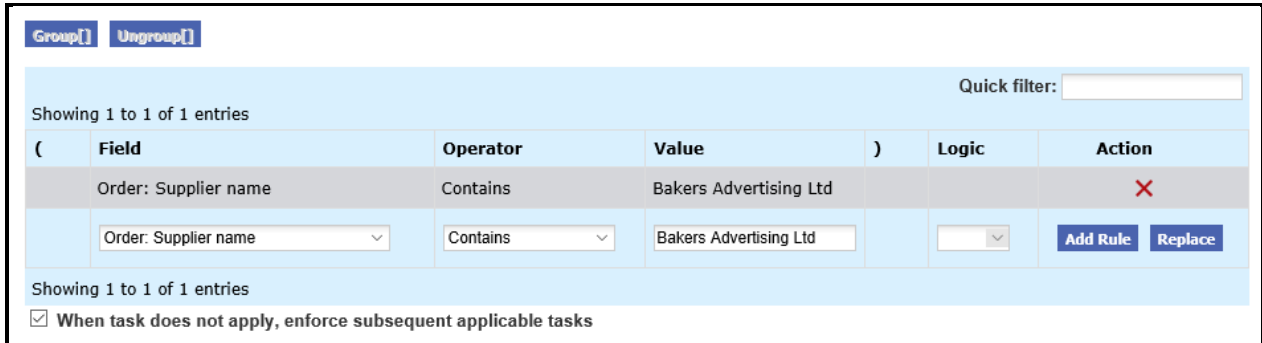 Group[] Ungroup[]
Quick filter:
Showing 1 to 1 of 1 entries
( Field Operator Value ) Logic Action
Order: Supplier name Contains Bakers Advertising Ltd
Order: Supplier name Contains Bakers Advertising Ltd Add Rule Replace
Showing 1 to 1 of 1 entries
When task does not apply, enforce subsequent applicable tasks